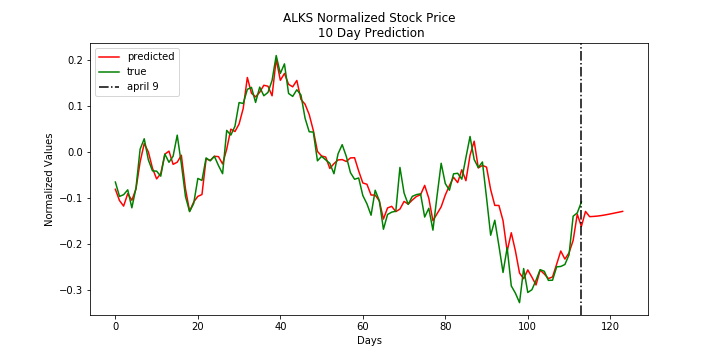 ALKS Normalized Stock Price
10 Day Prediction
predicted
true
april 9
Normalized Values
0.2
0.1
0.0
−0.1
−0.2
−0.3
0
20
40
60
80
100
120
Days